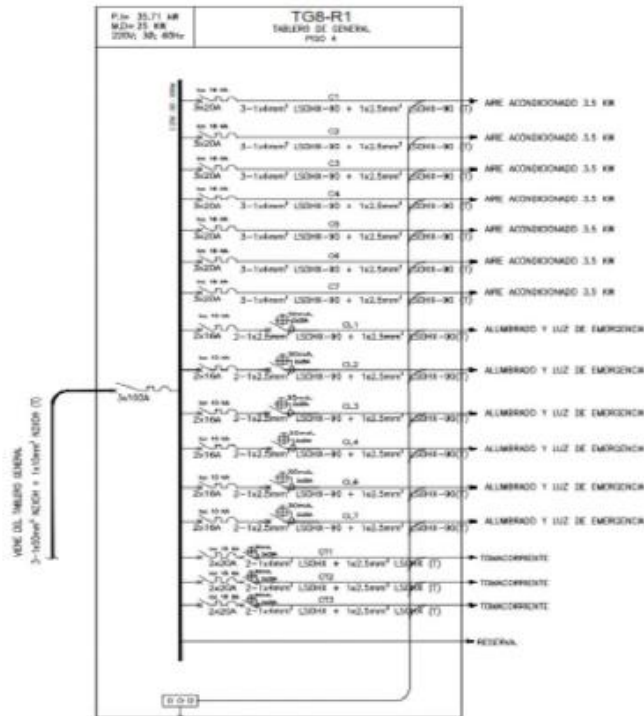 P.I= 35.71 kW
M.D= 25 KW
220V; 3Ø; 60Hz
TG8-R1
TABLERO DE GENERAL
PISO 4
C1
3x20A 3-1x4mm² LSOHX-90 + 1x2.5mm² LSOHX-90 (T)
AIRE ACONDICIONADO 3.5 KW
C2
3x20A 3-1x4mm² LSOHX-90 + 1x2.5mm² LSOHX-90 (T)
AIRE ACONDICIONADO 3.5 KW
C3
3x20A 3-1x4mm² LSOHX-90 + 1x2.5mm² LSOHX-90 (T)
AIRE ACONDICIONADO 3.5 KW
C4
3x20A 3-1x4mm² LSOHX-90 + 1x2.5mm² LSOHX-90 (T)
AIRE ACONDICIONADO 3.5 KW
C5
3x20A 3-1x4mm² LSOHX-90 + 1x2.5mm² LSOHX-90 (T)
AIRE ACONDICIONADO 3.5 KW
C6
3x20A 3-1x4mm² LSOHX-90 + 1x2.5mm² LSOHX-90 (T)
AIRE ACONDICIONADO 3.5 KW
C7
3x20A 3-1x4mm² LSOHX-90 + 1x2.5mm² LSOHX-90 (T)
AIRE ACONDICIONADO 3.5 KW
CL1
2x16A 2-1x2.5mm² LSOHX-90 + 1x2.5mm² LSOHX-90(T)
ALUMBRADO Y LUZ DE EMERGENCIA
CL2
2x16A 2-1x2.5mm² LSOHX-90 + 1x2.5mm² LSOHX-90(T)
ALUMBRADO Y LUZ DE EMERGENCIA
CL3
2x16A 2-1x2.5mm² LSOHX-90 + 1x2.5mm² LSOHX-90(T)
ALUMBRADO Y LUZ DE EMERGENCIA
CL4
2x16A 2-1x2.5mm² LSOHX-90 + 1x2.5mm² LSOHX-90(T)
ALUMBRADO Y LUZ DE EMERGENCIA
CL6
2x16A 2-1x2.5mm² LSOHX-90 + 1x2.5mm² LSOHX-90(T)
ALUMBRADO Y LUZ DE EMERGENCIA
CL7
2x16A 2-1x2.5mm² LSOHX-90 + 1x2.5mm² LSOHX-90(T)
ALUMBRADO Y LUZ DE EMERGENCIA
3x100A
VIENE DEL TABLERO GENERAL
3-1x50mm² N2XOH + 1x10mm² N2XOH (T)
CT1
2x20A 2-1x4mm² LSOHX + 1x2.5mm² LSOHX (T)
TOMACORRIENTE
CT2
2x20A 2-1x4mm² LSOHX + 1x2.5mm² LSOHX (T)
TOMACORRIENTE
CT3
2x20A 2-1x4mm² LSOHX + 1x2.5mm² LSOHX (T)
TOMACORRIENTE
RESERVA